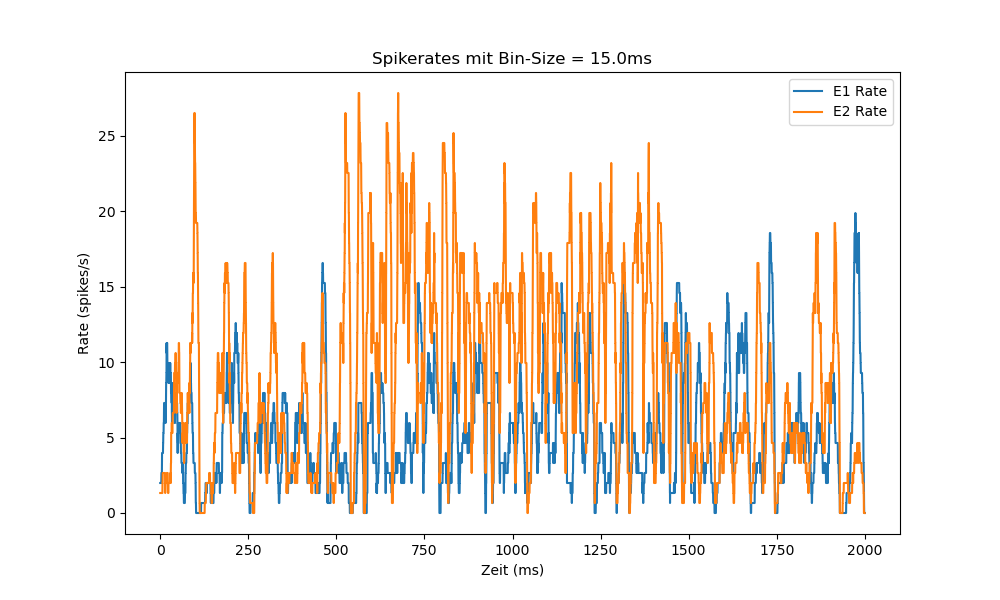 Spikerates mit Bin-Size = 15.0ms
E1 Rate
E2 Rate
Rate (spikes/s)
25
20
15
10
5
0
0 250 500 750 1000 1250 1500 1750 2000
Zeit (ms)